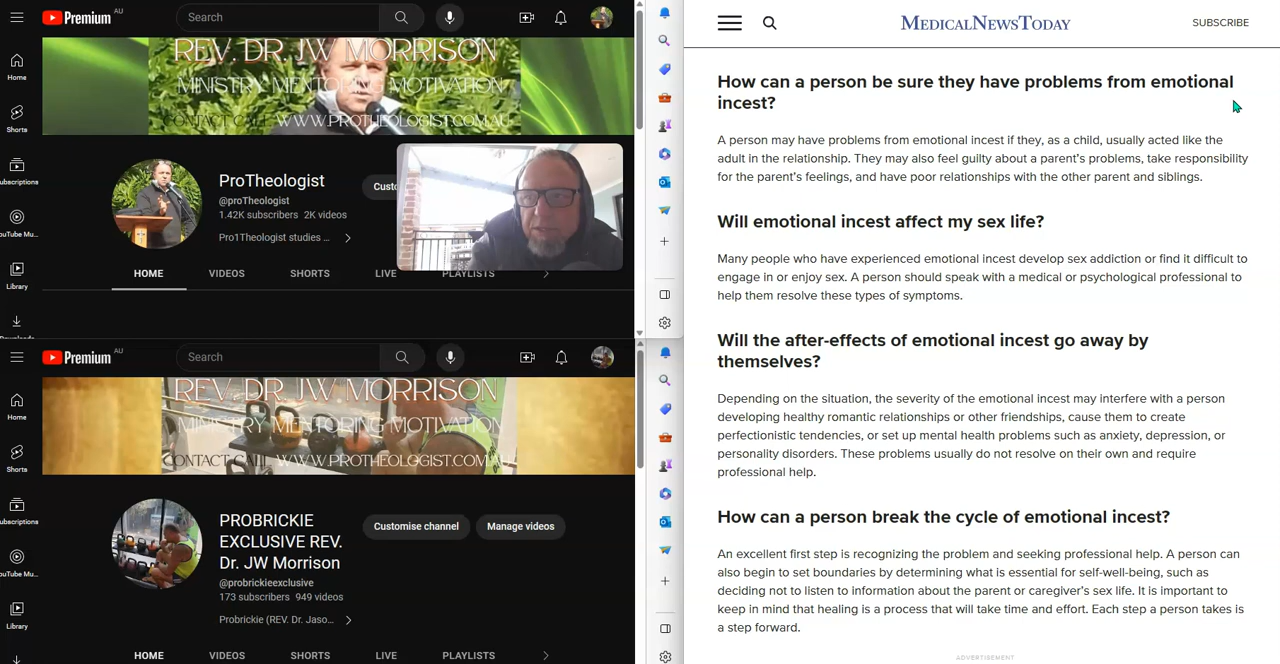 Premium AU
Search
REV. DR. JW MORRISON
MINISTRY MENTORING MOTIVATION
CONTACT CALL WWW.PROTHEOLOGIST.COM.AU
Home
Shorts
ubscriptions
ouTube Mu...
Library
ProTheologist
@proTheologist
1.42K subscribers 2K videos
Pro1Theologist studies ...
Custo
HOME VIDEOS SHORTS LIVE PLAYLISTS
Premium AU
Search
REV. DR. JW MORRISON
MINISTRY MENTORING MOTIVATION
CONTACT CALL WWW.PROTHEOLOGIST.COM.AU
Home
Shorts
ubscriptions
ouTube Mu...
Library
PROBRICKIE
EXCLUSIVE REV.
Dr. JW Morrison
@probrickieexclusive
173 subscribers 949 videos
Probrickie (REV. Dr. Jaso...
Customise channel
Manage videos
HOME VIDEOS SHORTS LIVE PLAYLISTS
MEDICALNEWSTODAY
SUBSCRIBE
How can a person be sure they have problems from emotional
incest?
A person may have problems from emotional incest if they, as a child, usually acted like the
adult in the relationship. They may also feel guilty about a parent's problems, take responsibility
for the parent's feelings, and have poor relationships with the other parent and siblings.
Will emotional incest affect my sex life?
Many people who have experienced emotional incest develop sex addiction or find it difficult to
engage in or enjoy sex. A person should speak with a medical or psychological professional to
help them resolve these types of symptoms.
Will the after-effects of emotional incest go away by
themselves?
Depending on the situation, the severity of the emotional incest may interfere with a person
developing healthy romantic relationships or other friendships, cause them to create
perfectionistic tendencies, or set up mental health problems such as anxiety, depression, or
personality disorders. These problems usually do not resolve on their own and require
professional help.
How can a person break the cycle of emotional incest?
An excellent first step is recognizing the problem and seeking professional help. A person can
also begin to set boundaries by determining what is essential for self-well-being, such as
deciding not to listen to information about the parent or caregiver's sex life. It is important to
keep in mind that healing is a process that will take time and effort. Each step a person takes is
a step forward.
ADVERTISEMENT